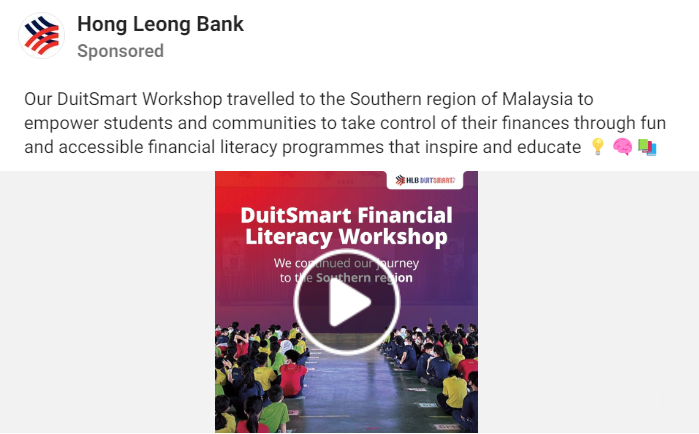 Hong Leong Bank
Sponsored
Our DuitSmart Workshop travelled to the Southern region of Malaysia to
empower students and communities to take control of their finances through fun
and accessible financial literacy programmes that inspire and educate 💡 🧠 📚
HLB DUITSMART
DuitSmart Financial
Literacy Workshop
We continued our journey
to the Southern region